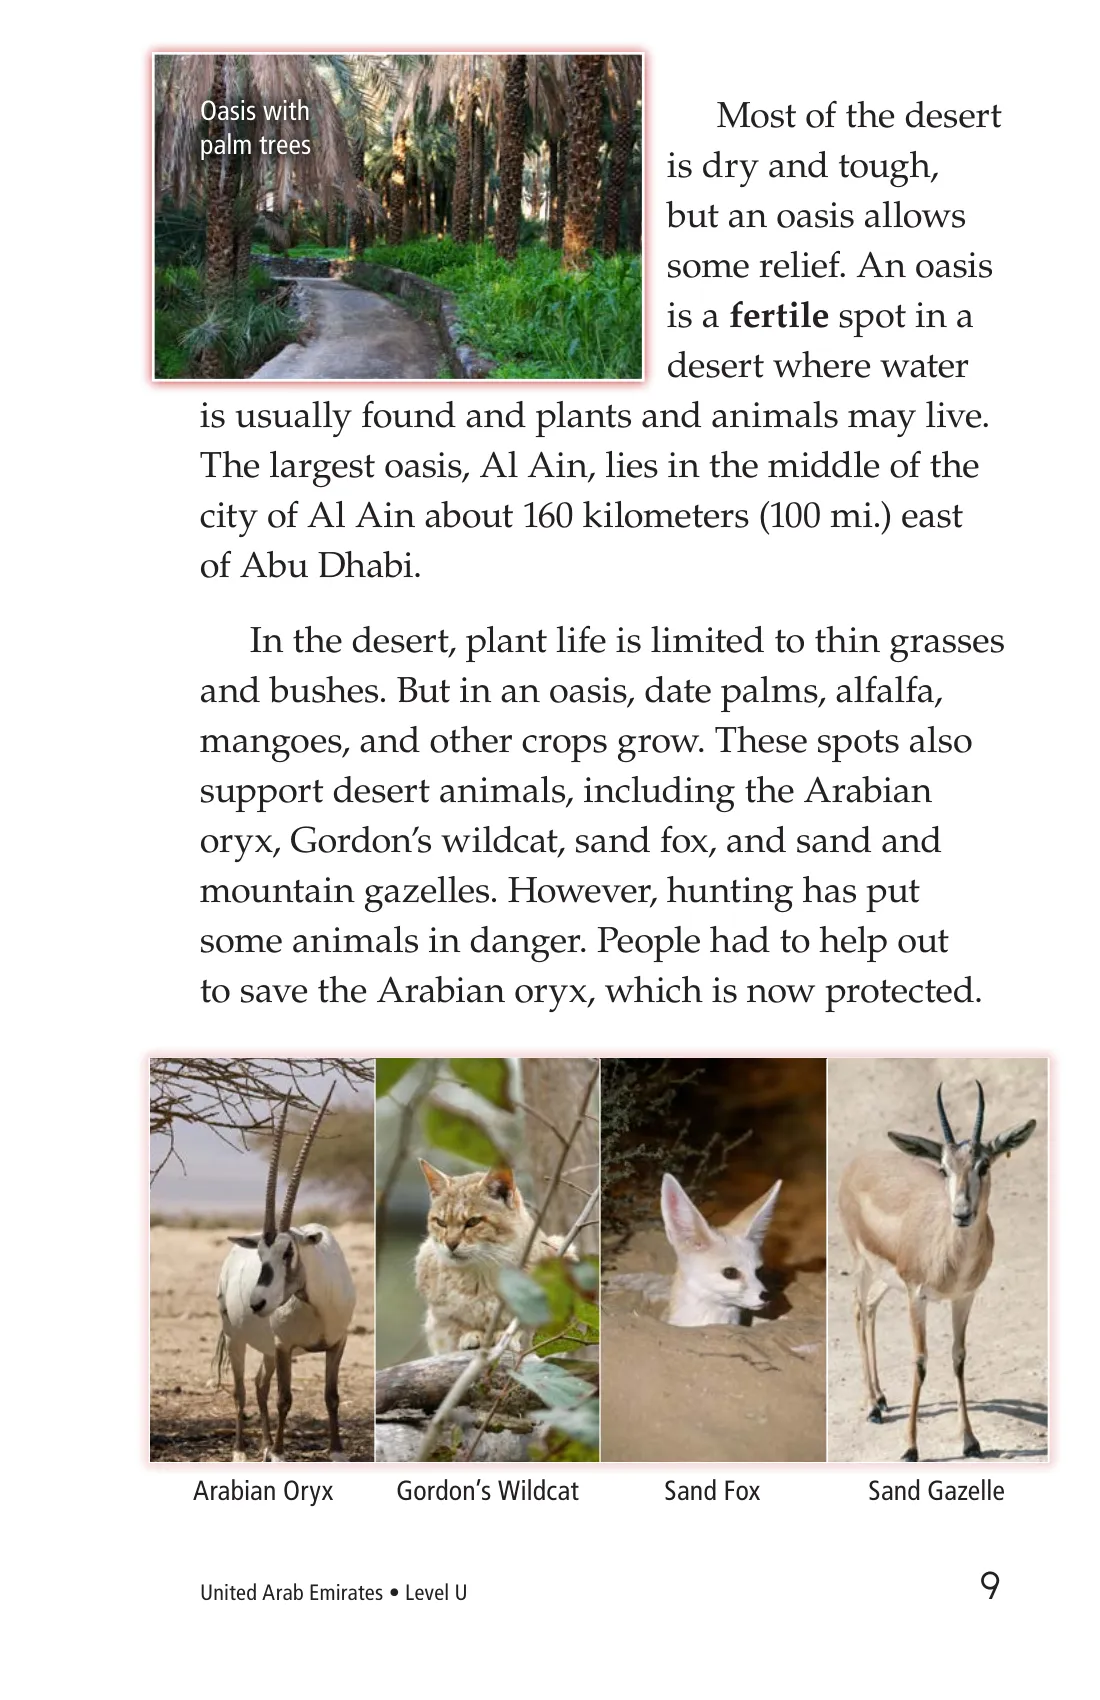 Oasis with
palm trees
Most of the desert
is dry and tough,
but an oasis allows
some relief. An oasis
is a fertile spot in a
desert where water
is usually found and plants and animals may live.
The largest oasis, Al Ain, lies in the middle of the
city of Al Ain about 160 kilometers (100 mi.) east
of Abu Dhabi.
In the desert, plant life is limited to thin grasses
and bushes. But in an oasis, date palms, alfalfa,
mangoes, and other crops grow. These spots also
support desert animals, including the Arabian
oryx, Gordon’s wildcat, sand fox, and sand and
mountain gazelles. However, hunting has put
some animals in danger. People had to help out
to save the Arabian oryx, which is now protected.
Arabian Oryx Gordon’s Wildcat Sand Fox Sand Gazelle
United Arab Emirates • Level U 9